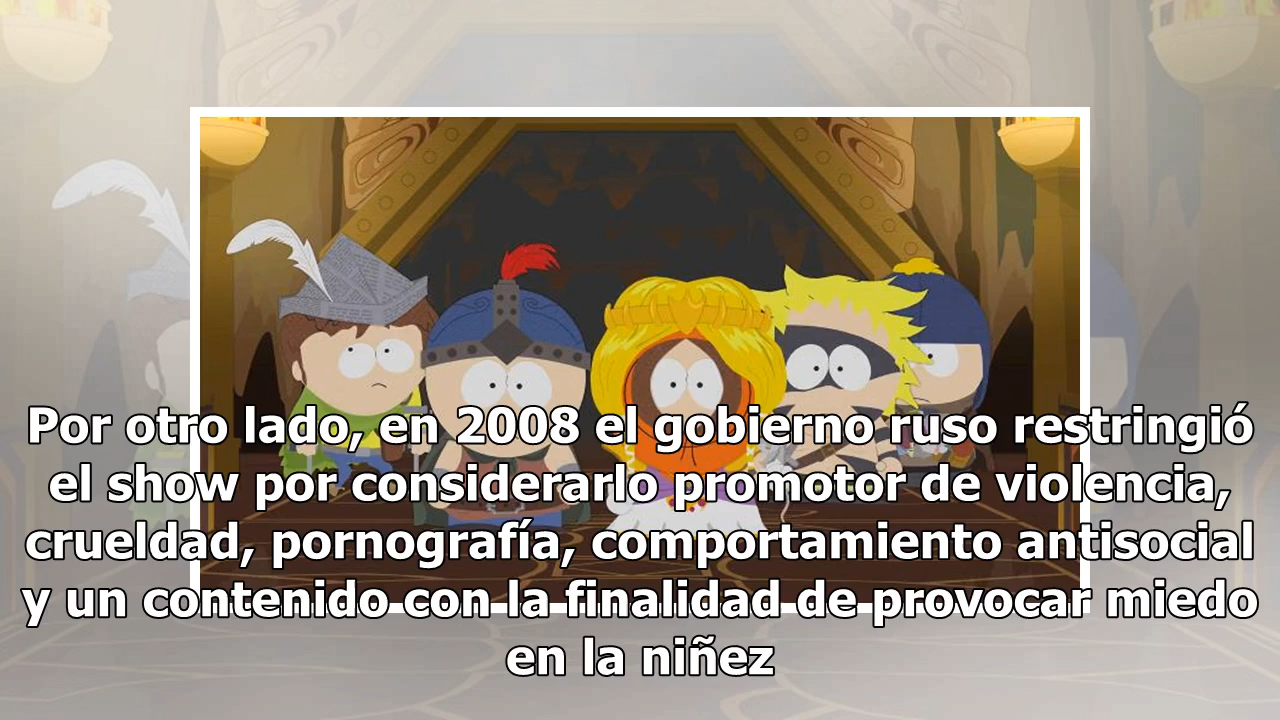 Por otro lado, en 2008 el gobierno ruso restringió
el show por considerarlo promotor de violencia,
crueldad, pornografía, comportamiento antisocial
y un contenido con la finalidad de provocar miedo
en la niñez